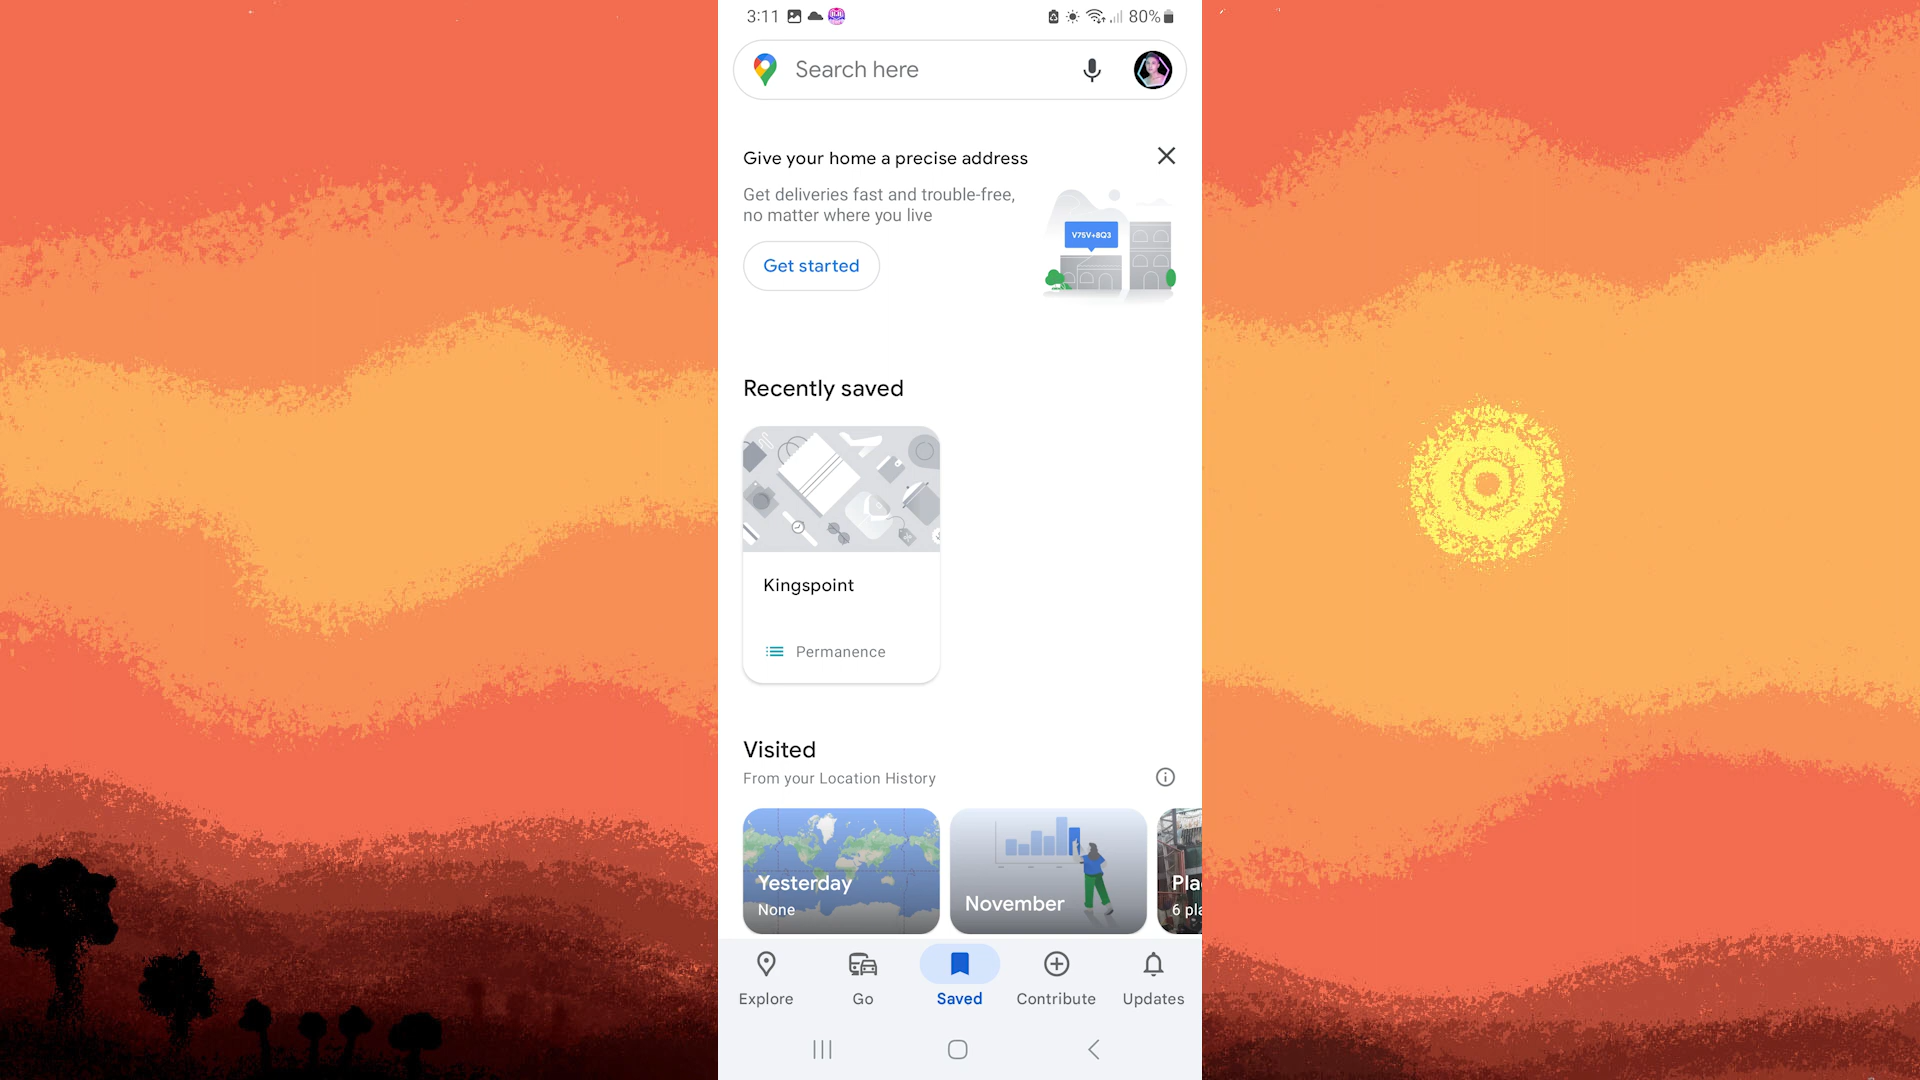 3:11
80%
Search here
Give your home a precise address
Get deliveries fast and trouble-free,
no matter where you live
V75V+8Q3
Get started
Recently saved
Kingspoint
Permanence
Visited
From your Location History
Yesterday
None
November
Pla
6 pla
Explore
Go
Saved
Contribute
Updates